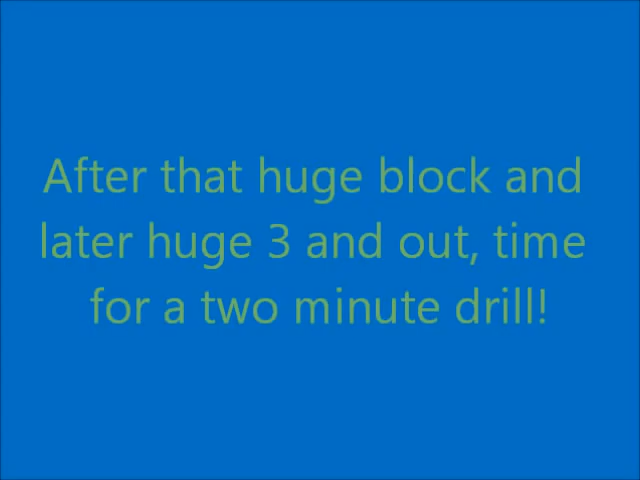 After that huge block and
later huge 3 and out, time
for a two minute drill!